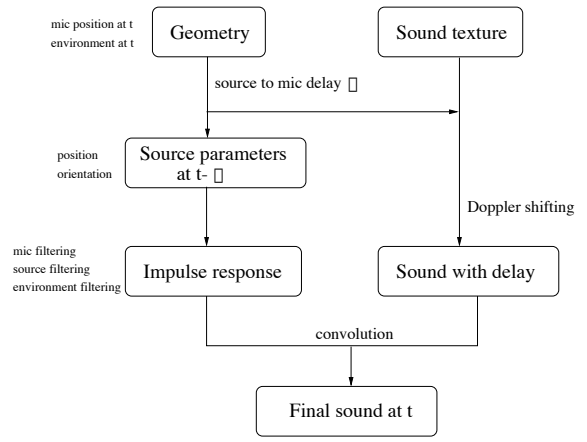 mic position at t
environment at t
Geometry
Sound texture
source to mic delay
position
orientation
Source parameters
at t-
Doppler shifting
mic filtering
source filtering
environment filtering
Impulse response
Sound with delay
convolution
Final sound at t